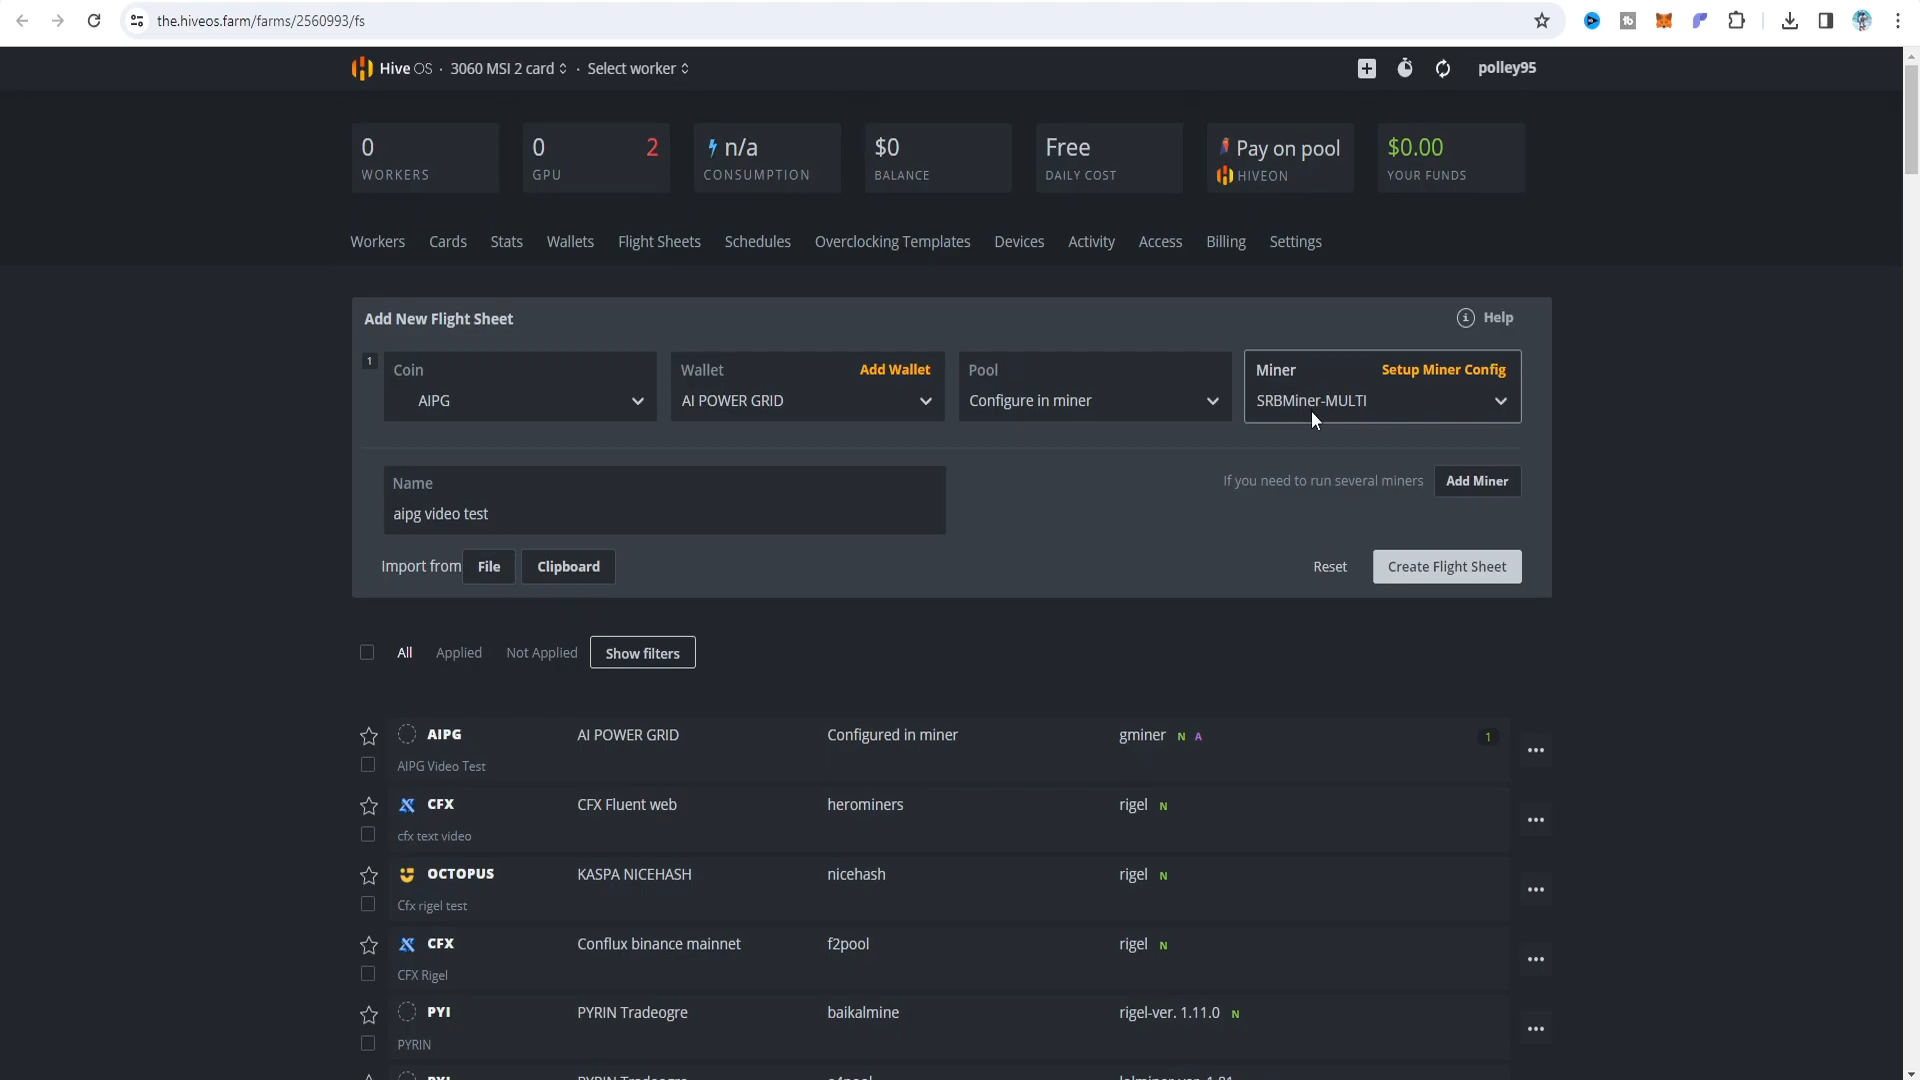 the.hiveos.farm/farms/2560993/fs
Hive OS · 3060 MSI 2 card · Select worker
polley95
0
WORKERS
0 2
GPU
n/a
CONSUMPTION
$0
BALANCE
Free
DAILY COST
Pay on pool
HIVEON
$0.00
YOUR FUNDS
Workers Cards Stats Wallets Flight Sheets Schedules Overclocking Templates Devices Activity Access Billing Settings
Add New Flight Sheet
Help
1
Coin
AIPG
Wallet Add Wallet
AI POWER GRID
Pool
Configure in miner
Miner Setup Miner Config
SRBMiner-MULTI
Name
aipg video test
If you need to run several miners Add Miner
Import from File Clipboard
Reset Create Flight Sheet
All Applied Not Applied Show filters
AIPG AI POWER GRID Configured in miner gminer N A 1
AIPG Video Test
CFX CFX Fluent web herominers rigel N
cfx text video
OCTOPUS KASPA NICEHASH nicehash rigel N
Cfx rigel test
CFX Conflux binance mainnet f2pool rigel N
CFX Rigel
PYI PYRIN Tradeogre baikalmine rigel-ver. 1.11.0 N
PYRIN